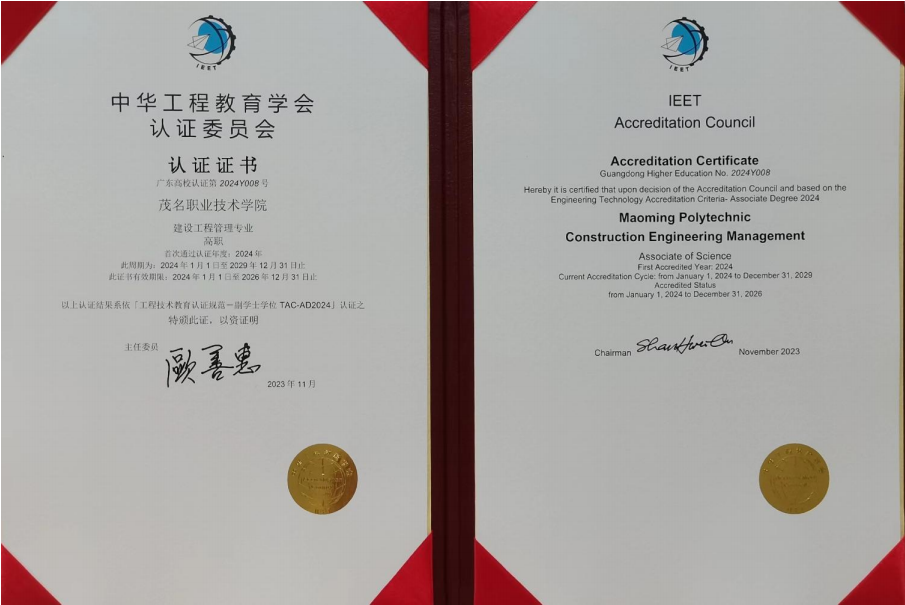 IEET
中华工程教育学会
认证委员会
认证证书
广东高校认证第 2024Y008 号
茂名职业技术学院
建设工程管理专业
高职
首次通过认证年度：2024 年
此周期为：2024 年 1 月 1 日至 2029 年 12 月 31 日止
此证书有效期限：2024 年 1 月 1 日至 2026 年 12 月 31 日止
以上认证结果系依「工程技术教育认证规范－副学士学位 TAC-AD2024」认证之
特颁此证，以资证明
主任委员 歐善惠
2023 年 11 月
IEET
IEET
Accreditation Council
Accreditation Certificate
Guangdong Higher Education No. 2024Y008
Hereby it is certified that upon decision of the Accreditation Council and based on the
Engineering Technology Accreditation Criteria- Associate Degree 2024
Maoming Polytechnic
Construction Engineering Management
Associate of Science
First Accredited Year: 2024
Current Accreditation Cycle: from January 1, 2024 to December 31, 2029
Accredited Status
from January 1, 2024 to December 31, 2026
Chairman
November 2023